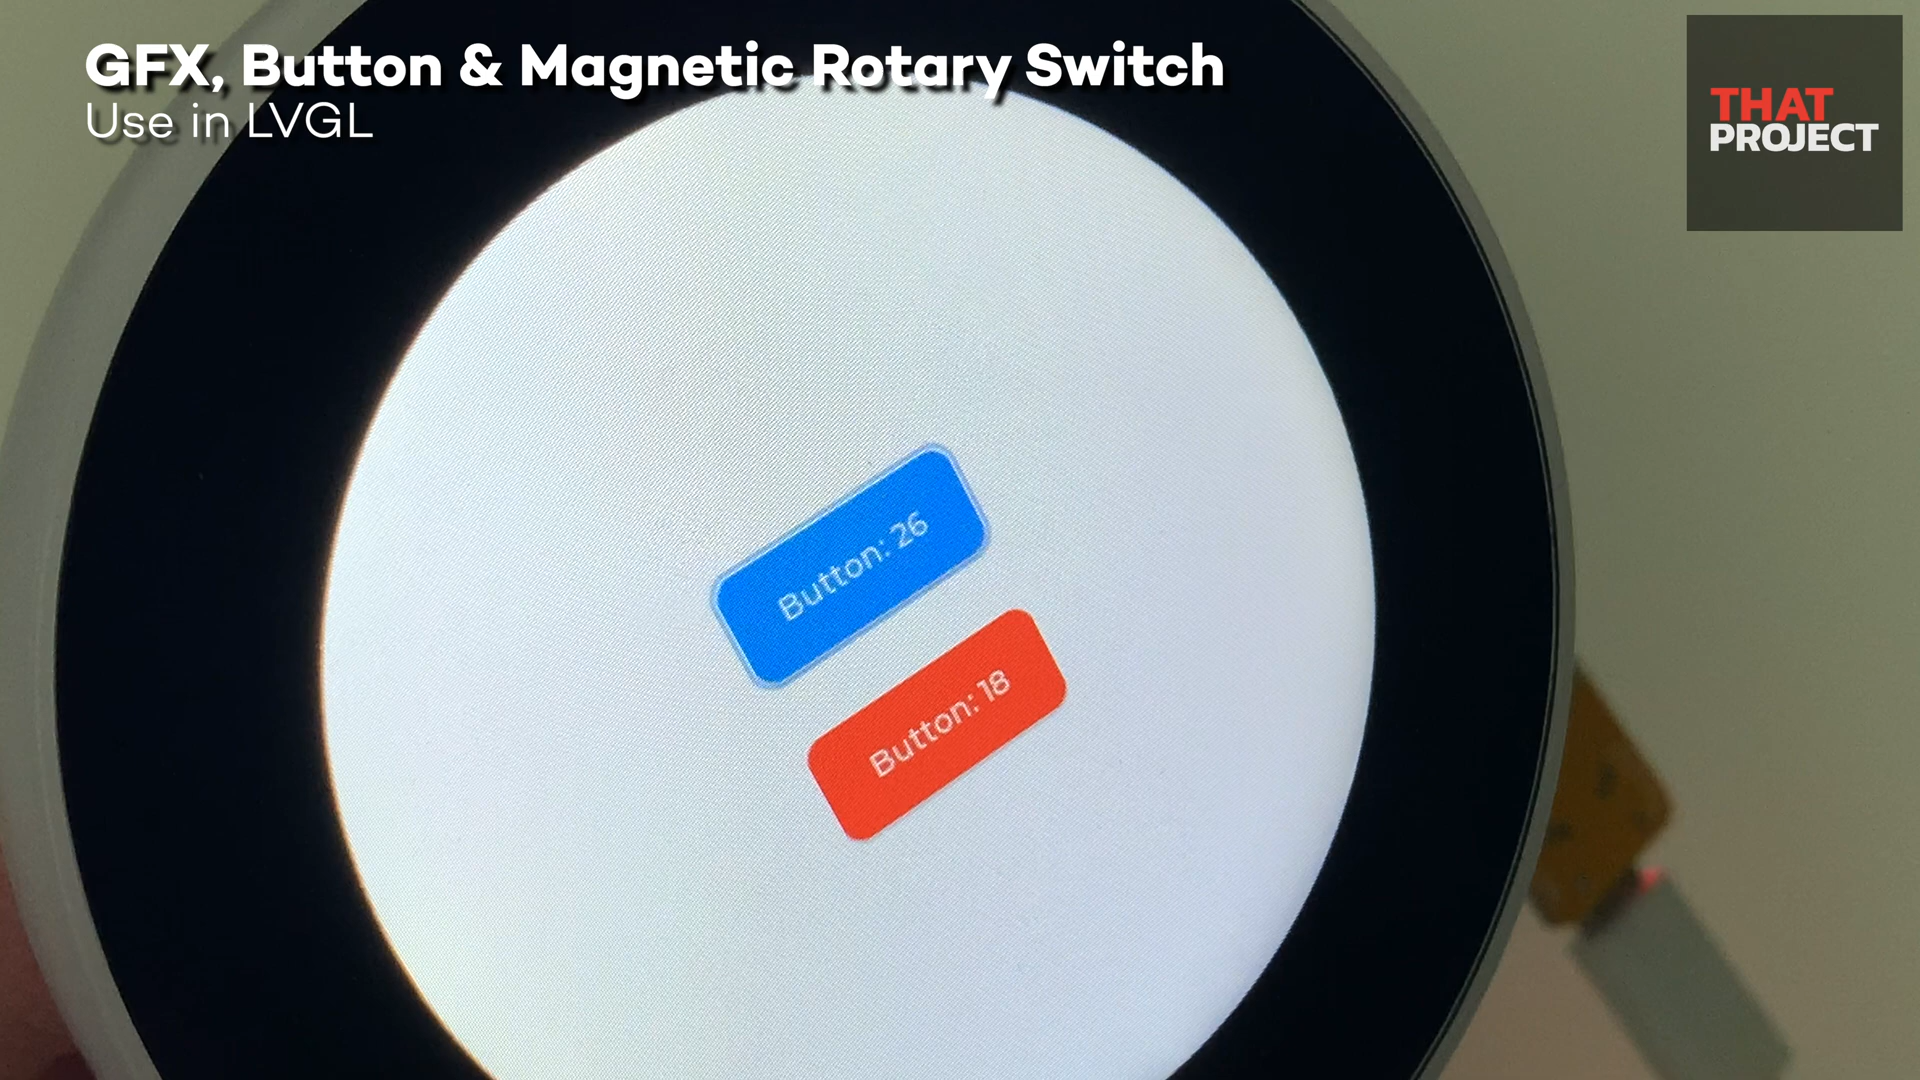 GFX, Button & Magnetic Rotary Switch
Use in LVGL
THAT
PROJECT
Button: 26
Button: 18